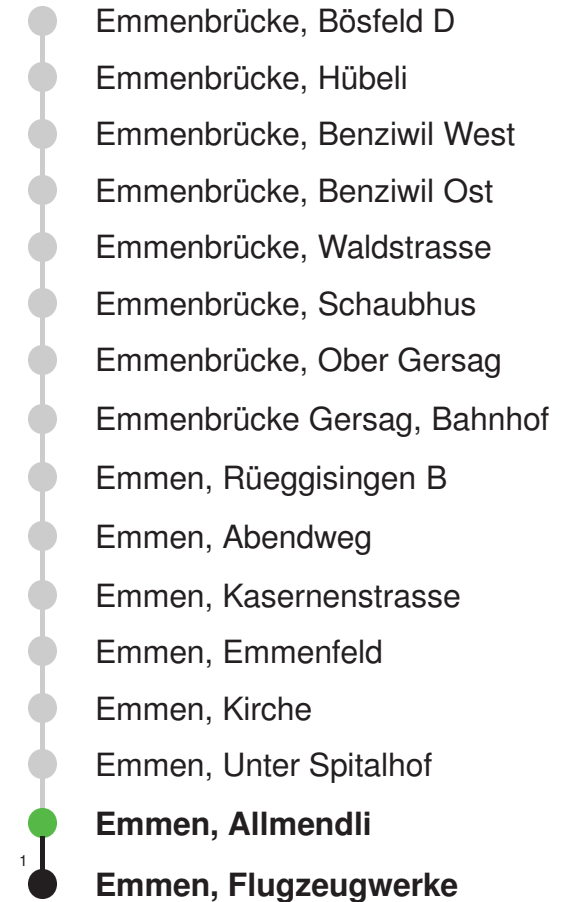 Emmenbrücke, Bösfeld D
Emmenbrücke, Hübeli
Emmenbrücke, Benziwil West
Emmenbrücke, Benziwil Ost
Emmenbrücke, Waldstrasse
Emmenbrücke, Schaubhus
Emmenbrücke, Ober Gersag
Emmenbrücke Gersag, Bahnhof
Emmen, Rüeggisingen B
Emmen, Abendweg
Emmen, Kasernenstrasse
Emmen, Emmenfeld
Emmen, Kirche
Emmen, Unter Spitalhof
Emmen, Allmendli
1
Emmen, Flugzeugwerke